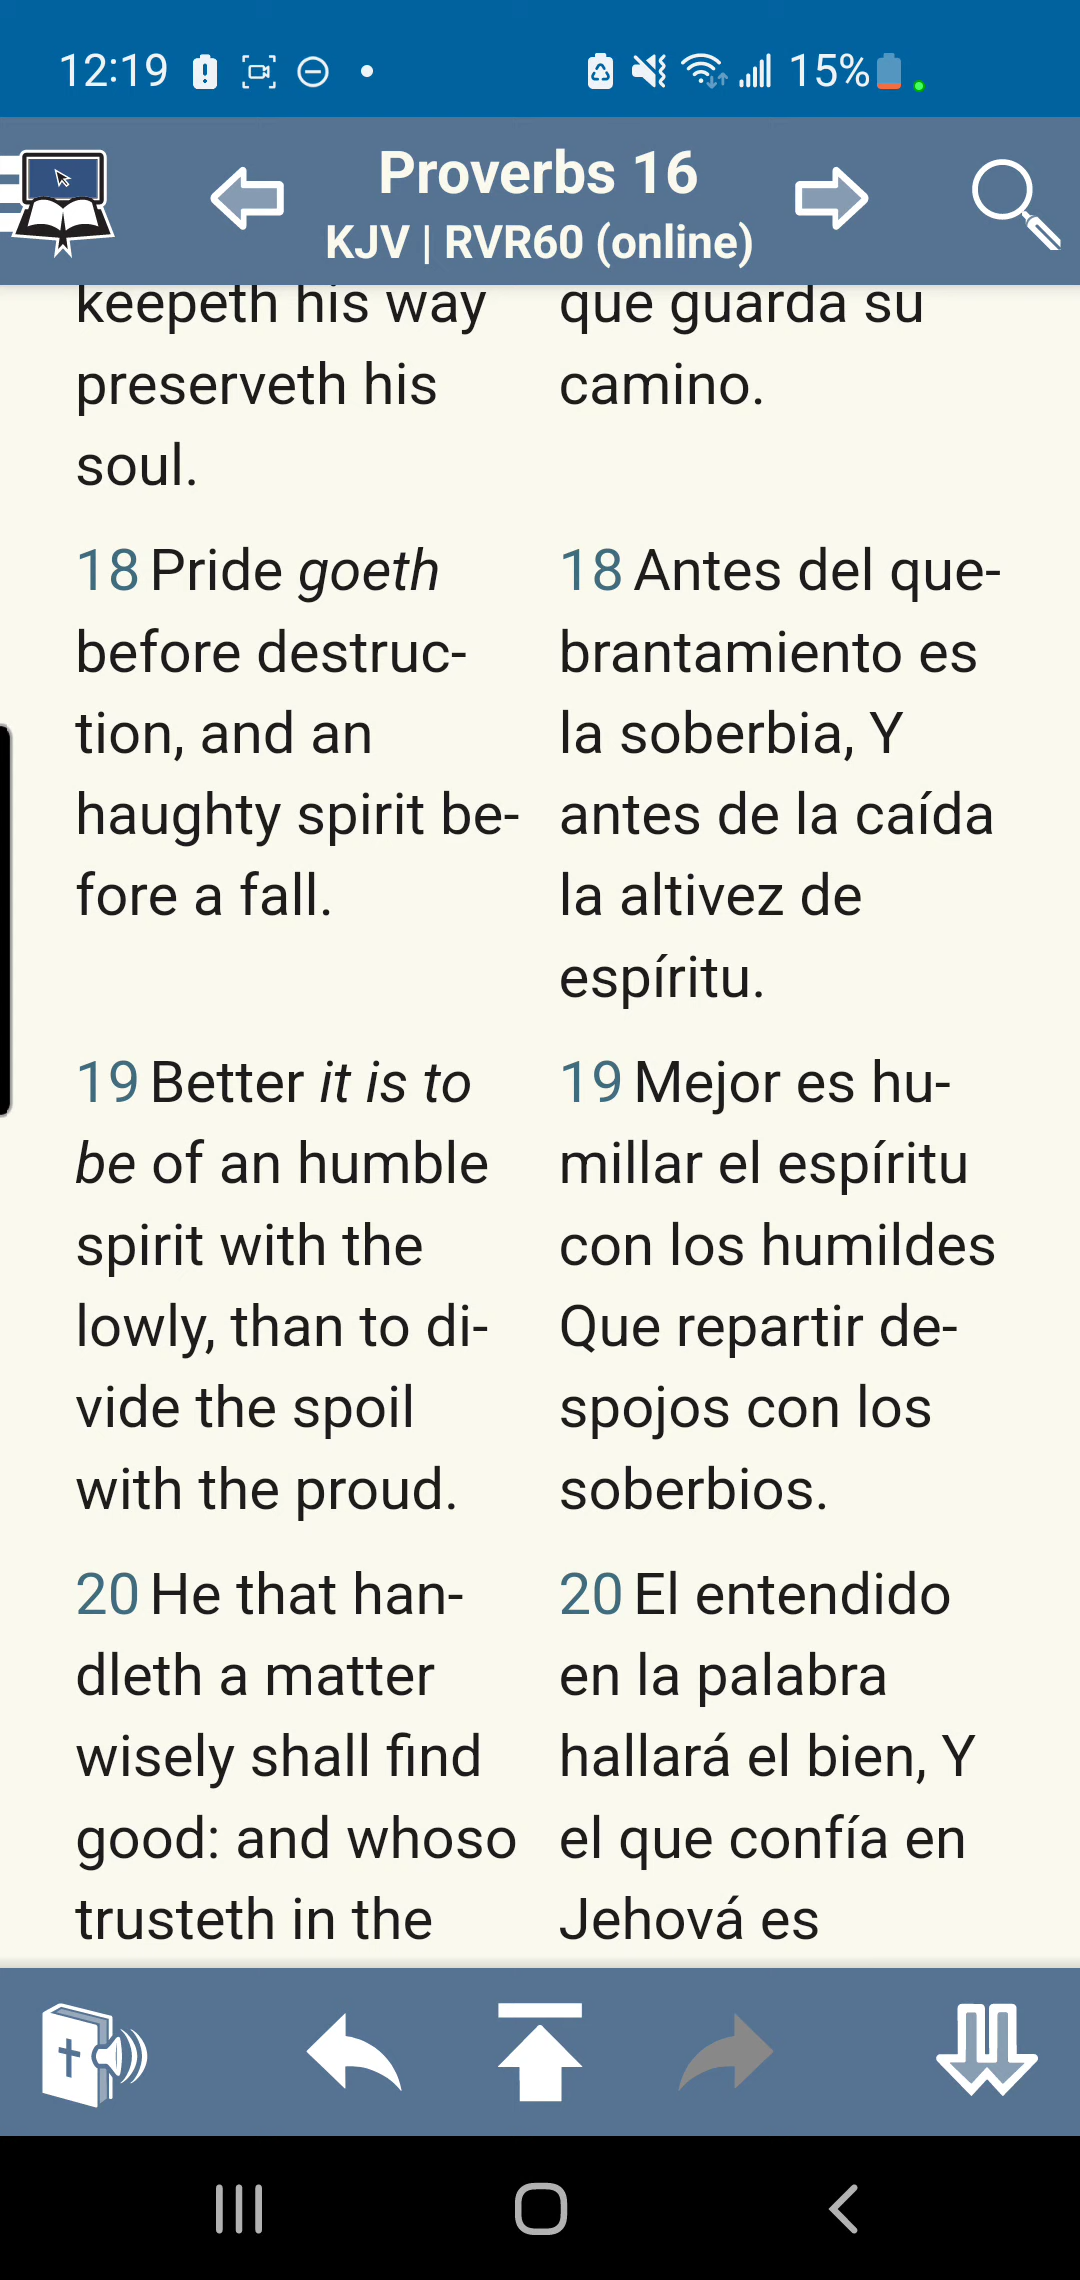 12:19
15%
Proverbs 16
KJV | RVR60 (online)
keepeth his way
preserveth his
soul.
18 Pride goeth
before destruc-
tion, and an
haughty spirit be-
fore a fall.
19 Better it is to
be of an humble
spirit with the
lowly, than to di-
vide the spoil
with the proud.
20 He that han-
dleth a matter
wisely shall find
good: and whoso
trusteth in the
que guarda su
camino.
18 Antes del que-
brantamiento es
la soberbia, Y
antes de la caída
la altivez de
espíritu.
19 Mejor es hu-
millar el espíritu
con los humildes
Que repartir de-
spojos con los
soberbios.
20 El entendido
en la palabra
hallará el bien, Y
el que confía en
Jehová es